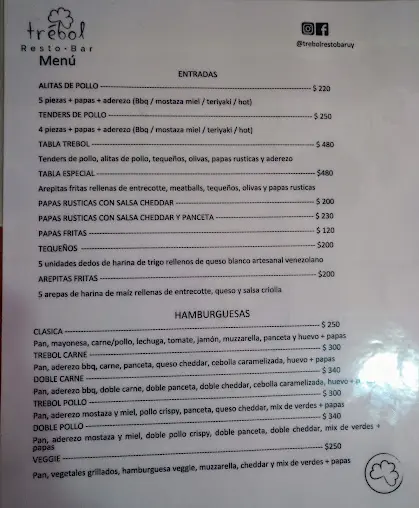 trébol
Resto-Bar
@trebolrestobaruy
Menú
ENTRADAS
ALITAS DE POLLO $ 220
5 piezas + papas + aderezo (Bbq / mostaza miel / teriyaki / hot)
TENDERS DE POLLO $ 250
4 piezas + papas + aderezo (Bbq / mostaza miel / teriyaki / hot)
TABLA TREBOL $ 480
Tenders de pollo, alitas de pollo, tequeños, olivas, papas rusticas y aderezo
TABLA ESPECIAL $480
Arepitas fritas rellenas de entrecotte, meatballs, tequeños, olivas y papas rusticas
PAPAS RUSTICAS CON SALSA CHEDDAR $ 200
PAPAS RUSTICAS CON SALSA CHEDDAR Y PANCETA $ 230
PAPAS FRITAS $ 120
TEQUEÑOS $200
5 unidades dedos de harina de trigo rellenos de queso blanco artesanal venezolano
AREPITAS FRITAS $200
5 arepas de harina de maíz rellenas de entrecotte, queso y salsa criolla
HAMBURGUESAS
CLASICA $ 250
Pan, mayonesa, carne/pollo, lechuga, tomate, jamón, muzzarella, panceta y huevo + papas
TREBOL CARNE $ 300
Pan, aderezo bbq, carne, panceta, queso cheddar, cebolla caramelizada, huevo + papas
DOBLE CARNE $ 340
Pan, aderezo bbq, doble carne, doble panceta, doble cheddar, cebolla caramelizada, huevo +
TREBOL POLLO $ 300
Pan, aderezo mostaza y miel, pollo crispy, panceta, queso cheddar, mix de verdes + papas
DOBLE POLLO $ 340
Pan, aderezo mostaza y miel, doble pollo crispy, doble panceta, doble cheddar, mix de verdes +
papas
VEGGIE $250
Pan, vegetales grillados, hamburguesa veggie, muzzarella, cheddar y mix de verdes + papas